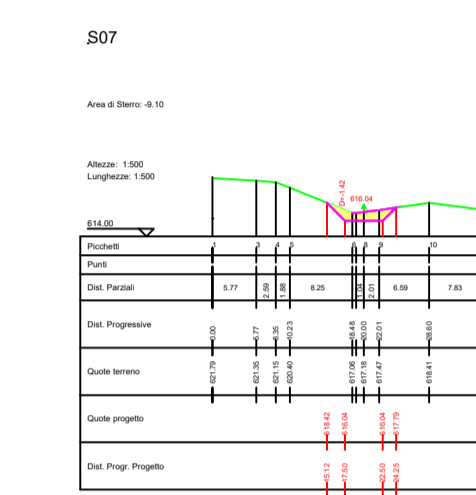 S07
Area di Sterro: -9.10
Altezze: 1:500
Lunghezze: 1:500
D=-1.42
616.04
614.00
Picchetti 1 3 4 5 6 8 9 10
Punti
Dist. Parziali 5.77 2.59 1.88 8.25 1.04 2.01 6.59 7.83
Dist. Progressive 0.00 5.77 8.35 10.23 18.48 20.00 22.01 28.60
Quote terreno 621.79 621.35 621.15 620.40 617.06 617.18 617.47 618.41
Quote progetto 618.42 616.04 616.04 617.79
Dist. Progr. Progetto 15.12 17.50 22.50 24.25